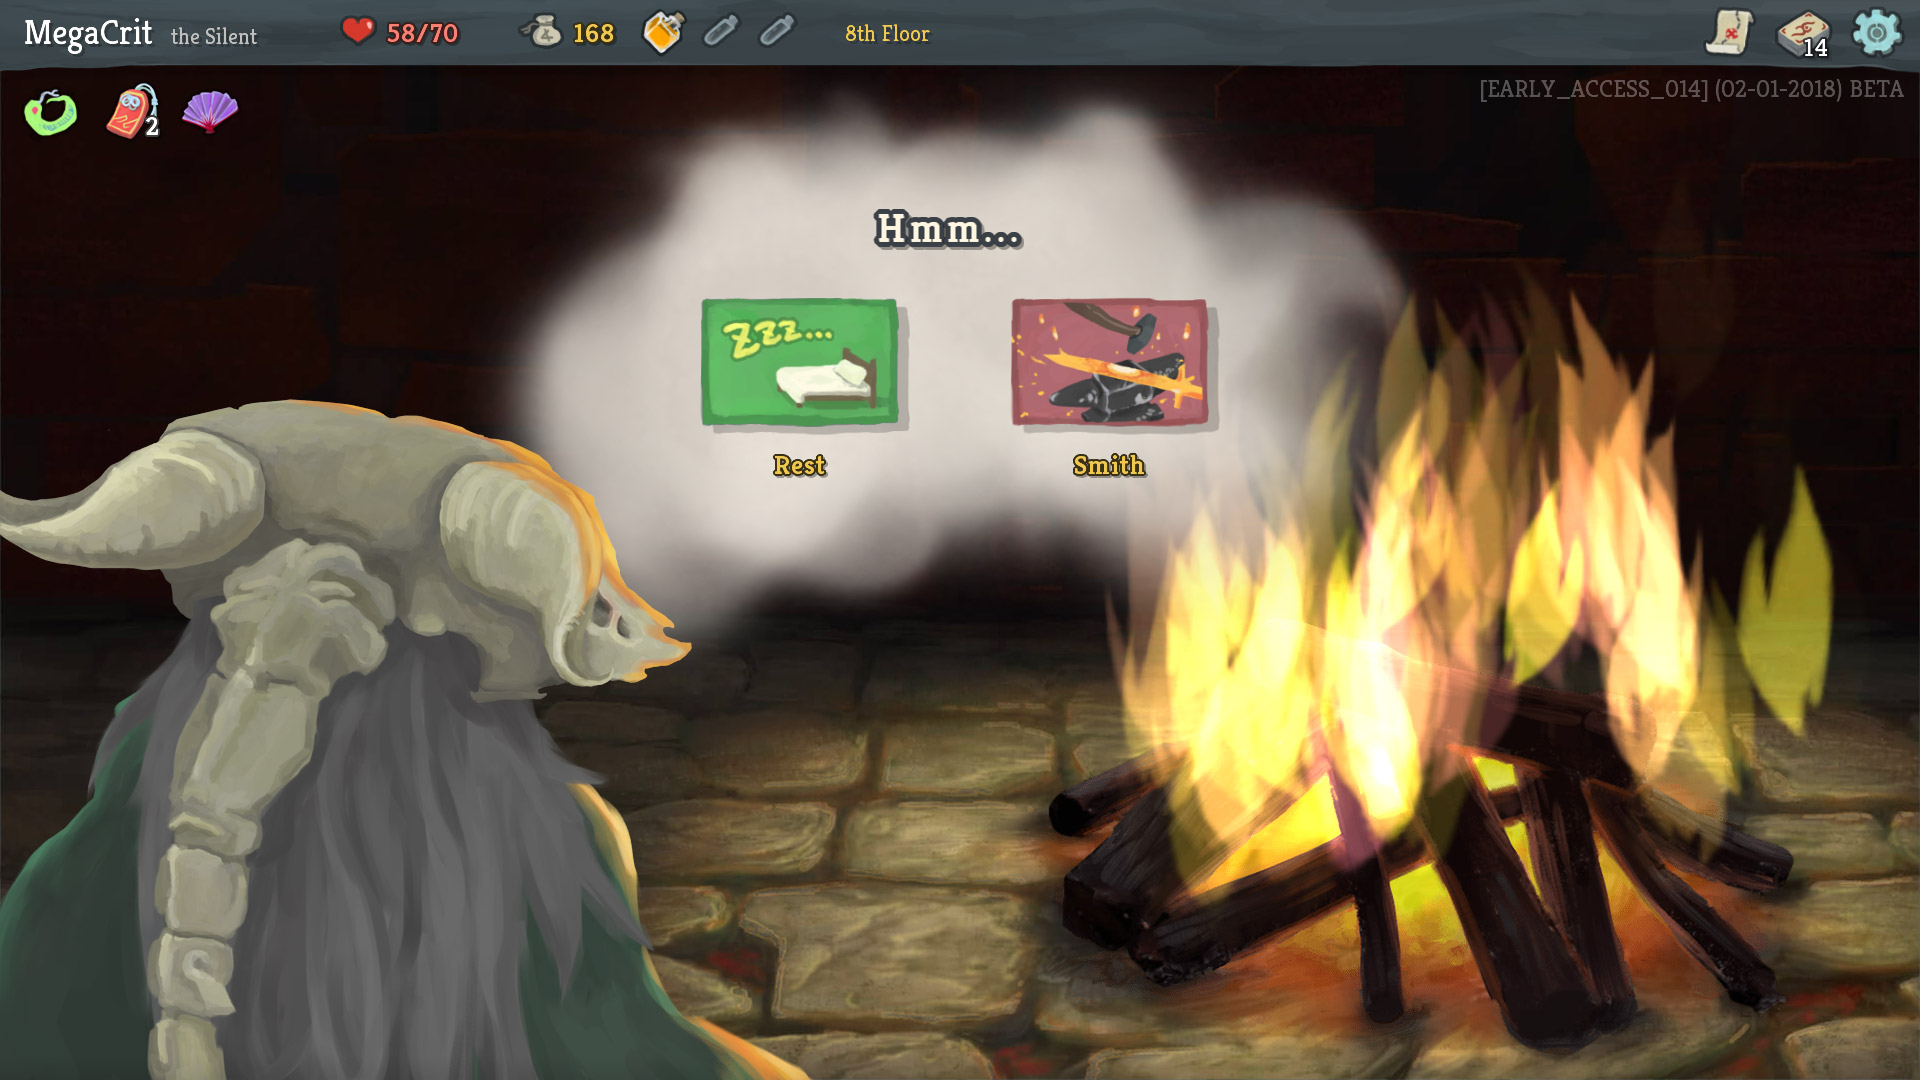 MegaCrit the Silent 58/70 168 8th Floor 14
2
[EARLY_ACCESS_014] (02-01-2018) BETA
Hmm...
Zzz...
Rest Smith